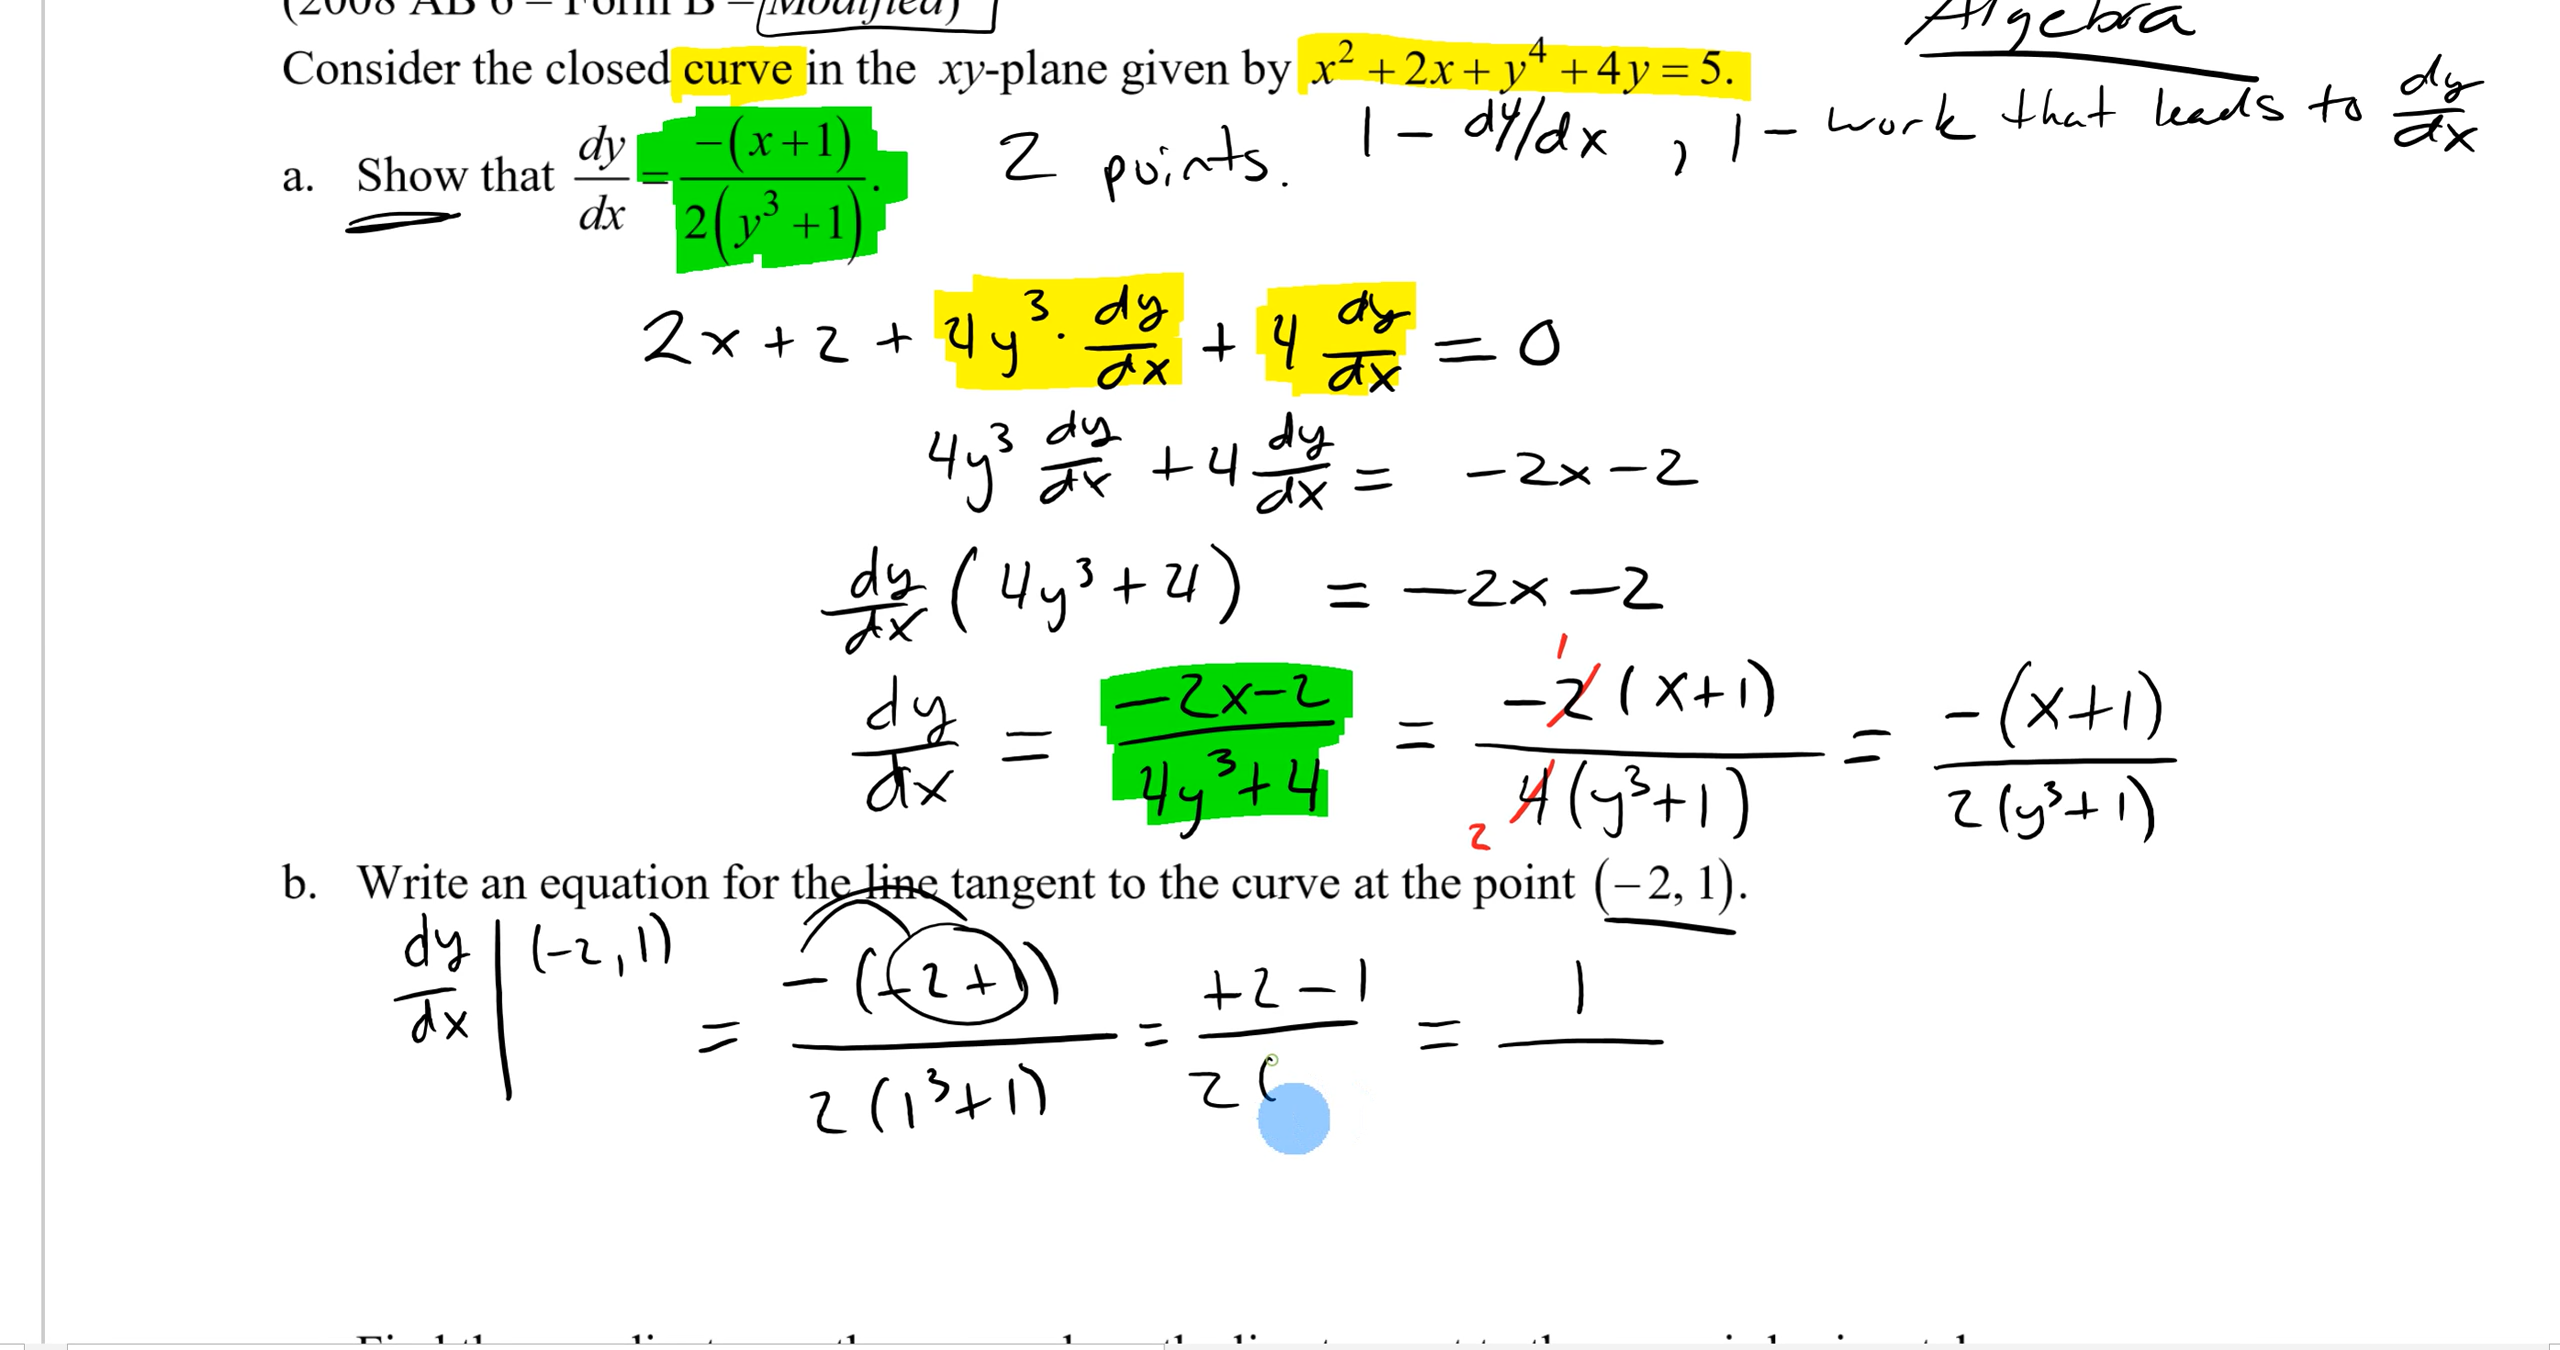 (2008 AB 6 – Form B – Modified)
Algebra
Consider the closed curve in the xy-plane given by x² + 2x + y⁴ + 4y = 5.
a. Show that dy/dx = -(x+1) / 2(y³+1).
2 points. 1 – dy/dx , 1 – work that leads to dy/dx
2x + 2 + 4y³ · dy/dx + 4 dy/dx = 0
4y³ dy/dx + 4 dy/dx = -2x - 2
dy/dx (4y³ + 4) = -2x - 2
dy/dx = -2x-2 / 4y³+4 = -2(x+1) / 4(y³+1) = -(x+1) / 2(y³+1)
1
2
b. Write an equation for the line tangent to the curve at the point (−2, 1).
dy/dx | (-2, 1) = -(-2+1) / 2(1³+1) = +2-1 / 2( = 1 /